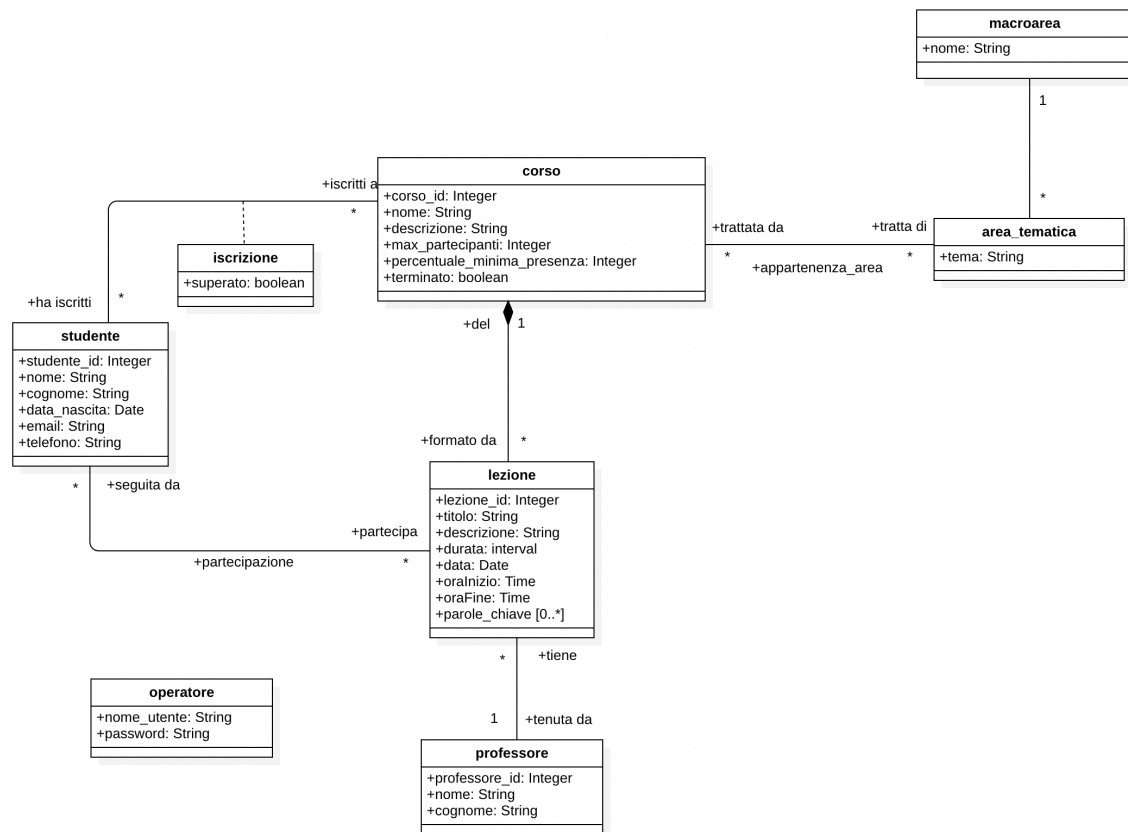 macroarea
+nome: String
1
*
corso
+corso_id: Integer
+nome: String
+descrizione: String
+max_partecipanti: Integer
+percentuale_minima_presenza: Integer
+terminato: boolean
+iscritti a
*
iscrizione
+superato: boolean
+trattata da
*
+appartenenza_area
+tratta di
*
area_tematica
+tema: String
+ha iscritti
*
studente
+studente_id: Integer
+nome: String
+cognome: String
+data_nascita: Date
+email: String
+telefono: String
+del
1
+formato da
*
lezione
+lezione_id: Integer
+titolo: String
+descrizione: String
+durata: interval
+data: Date
+oraInizio: Time
+oraFine: Time
+parole_chiave [0..*]
*
+seguita da
+partecipa
+partecipazione
*
*
+tiene
1
+tenuta da
operatore
+nome_utente: String
+password: String
professore
+professore_id: Integer
+nome: String
+cognome: String